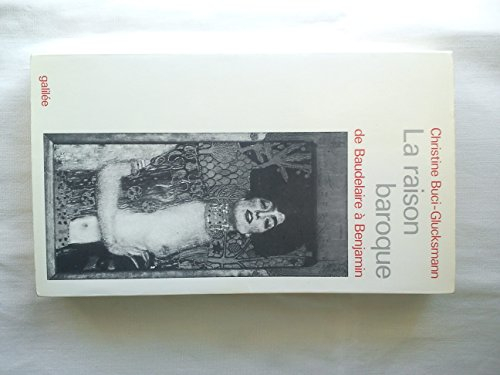 Christine Buci-Glucksmann
La raison
baroque
de Baudelaire à Benjamin
galilée